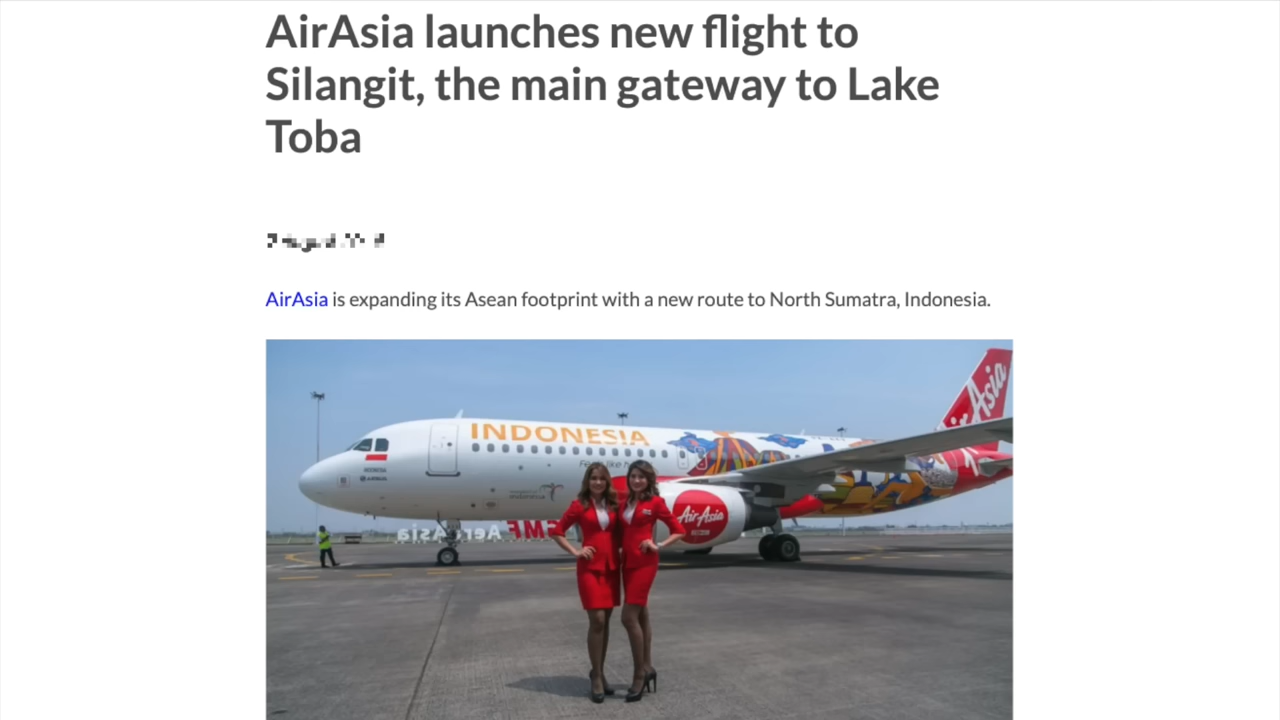 AirAsia launches new flight to
Silangit, the main gateway to Lake
Toba
AirAsia is expanding its Asean footprint with a new route to North Sumatra, Indonesia.
INDONESIA
AirAsia
AirAsia